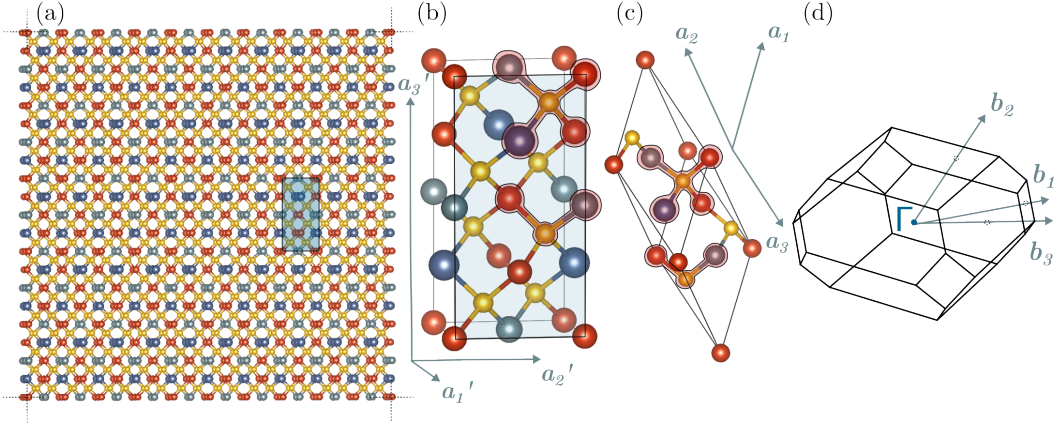 (a)
(b)
(c)
(d)
a₃'
a₂'
a₁'
a₂
a₁
a₃
b₂
b₁
b₃
Γ